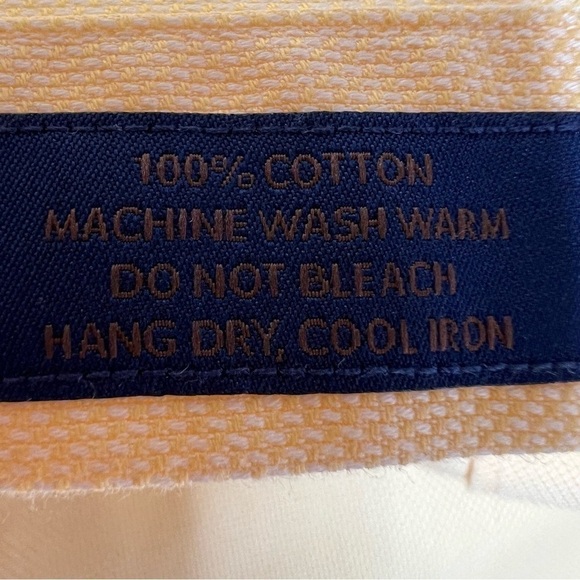 100% COTTON
MACHINE WASH WARM
DO NOT BLEACH
HANG DRY, COOL IRON